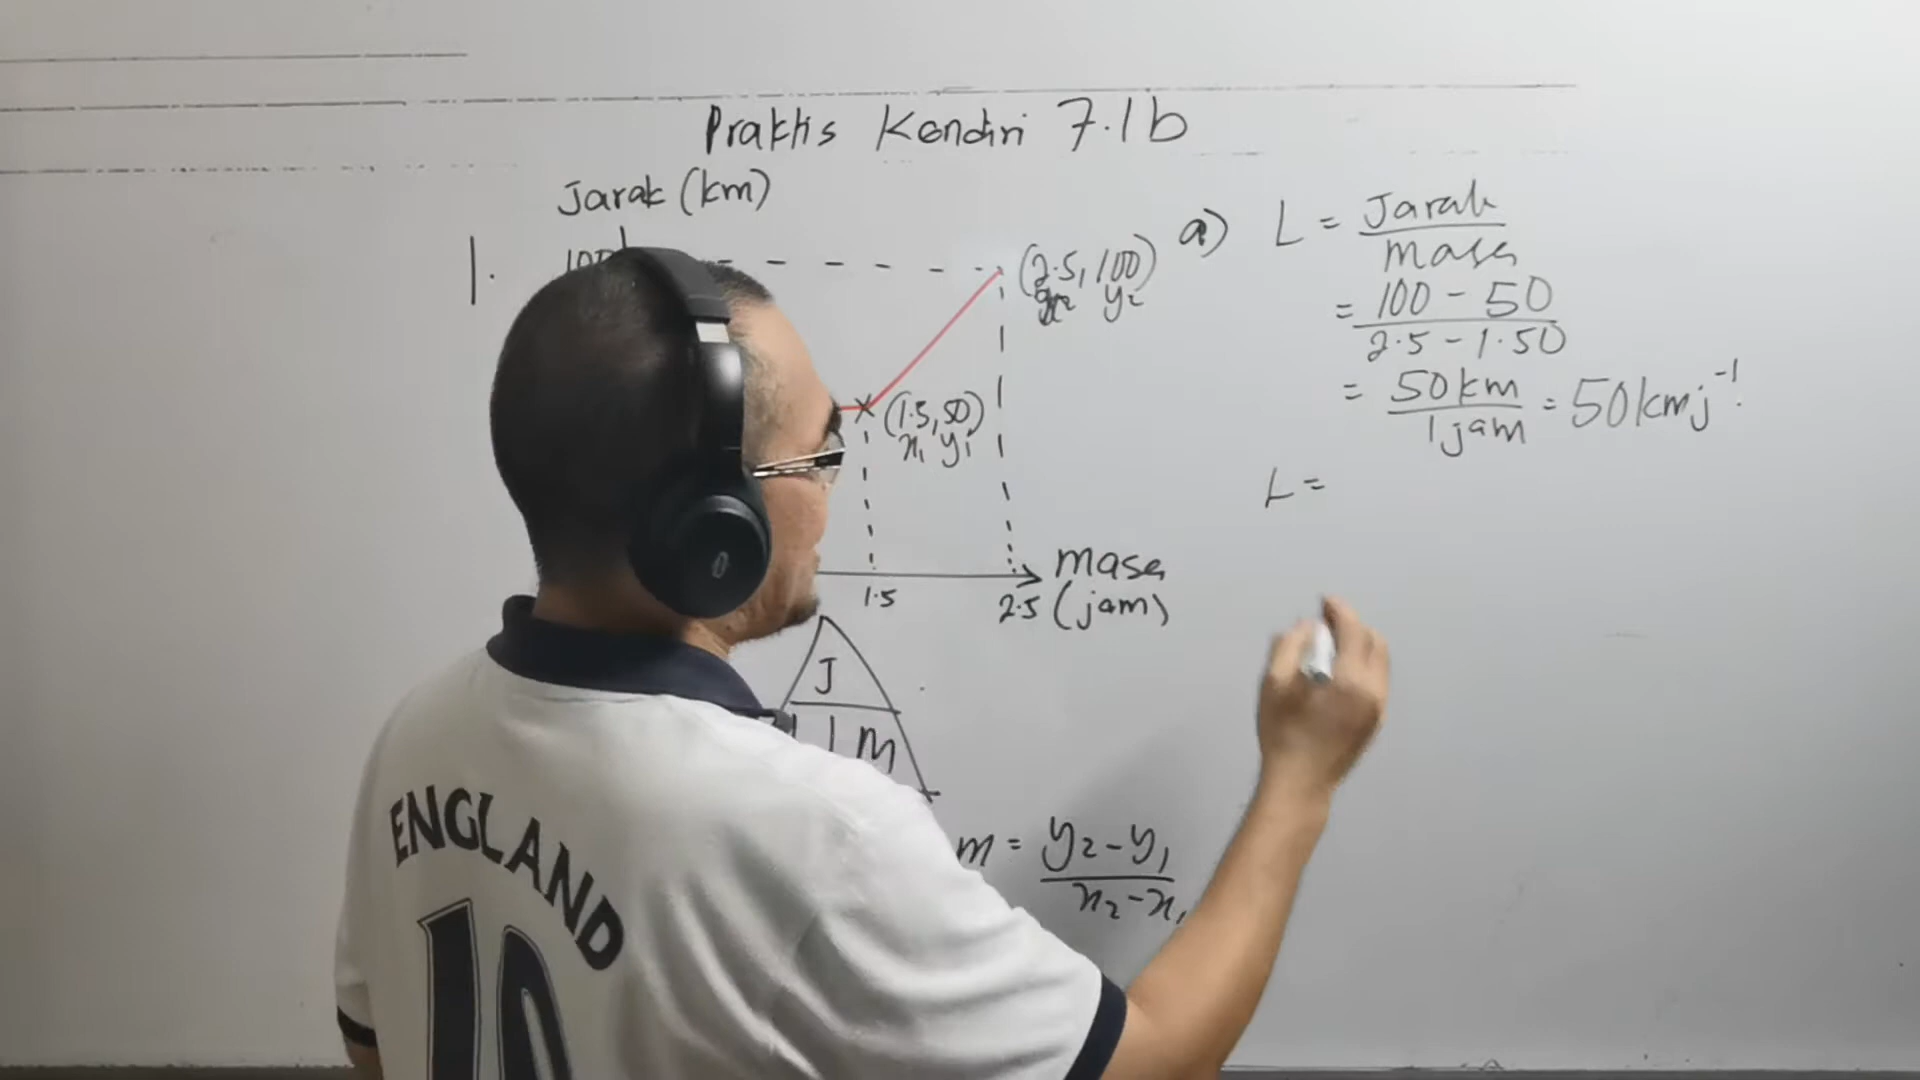 Praktis Kendiri 7.1b
Jarak (km)
1.
100
(2.5, 100)
x₂ y₂
(1.5, 50)
x₁ y₁
1.5
2.5
masa
(jam)
J
M
m = y₂ - y₁
x₂ - x₁
a) L = Jarak
masa
= 100 - 50
2.5 - 1.50
= 50 km
1 jam
= 50 kmj⁻¹.
L =
ENGLAND
10